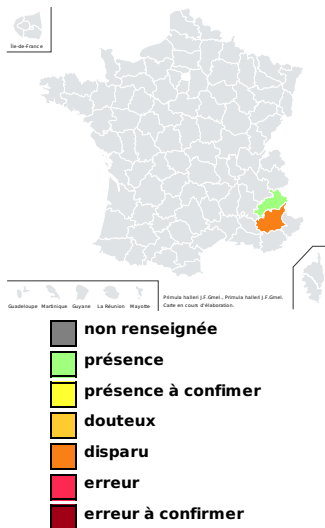 Île-de-France
Guadeloupe Martinique Guyane La Réunion Mayotte
Primula halleri J.F.Gmel., Primula halleri J.F.Gmel.
Carte en cours d'élaboration.
non renseignée
présence
présence à confimer
douteux
disparu
erreur
erreur à confirmer